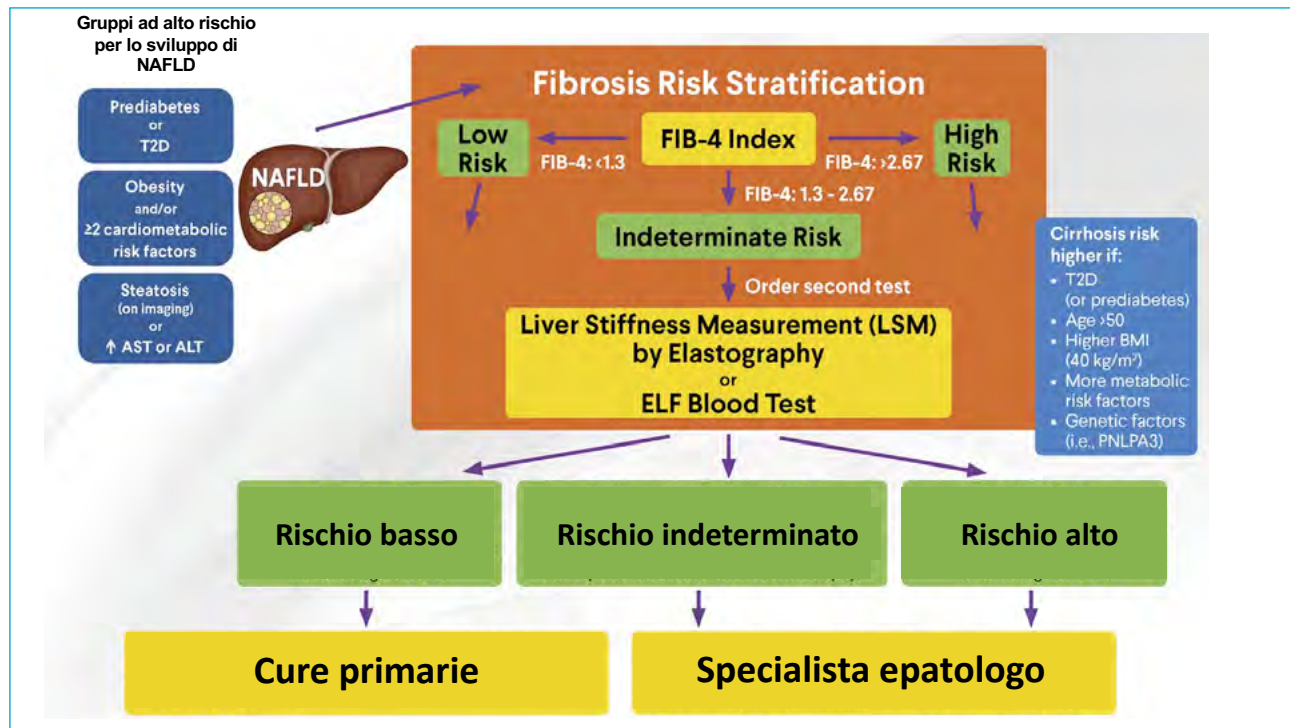 Gruppi ad alto rischio
per lo sviluppo di
NAFLD
Prediabetes
or
T2D
Obesity
and/or
≥2 cardiometabolic
risk factors
Steatosis
(on imaging)
or
↑ AST or ALT
NAFLD
Fibrosis Risk Stratification
Low
Risk
FIB-4: <1.3
FIB-4 Index
FIB-4: >2.67
High
Risk
FIB-4: 1.3 - 2.67
Indeterminate Risk
Order second test
Liver Stiffness Measurement (LSM)
by Elastography
or
ELF Blood Test
Cirrhosis risk
higher if:
• T2D
(or prediabetes)
• Age >50
• Higher BMI
(40 kg/m²)
• More metabolic
risk factors
• Genetic factors
(i.e., PNLPA3)
Rischio basso
Rischio indeterminato
Rischio alto
Cure primarie
Specialista epatologo